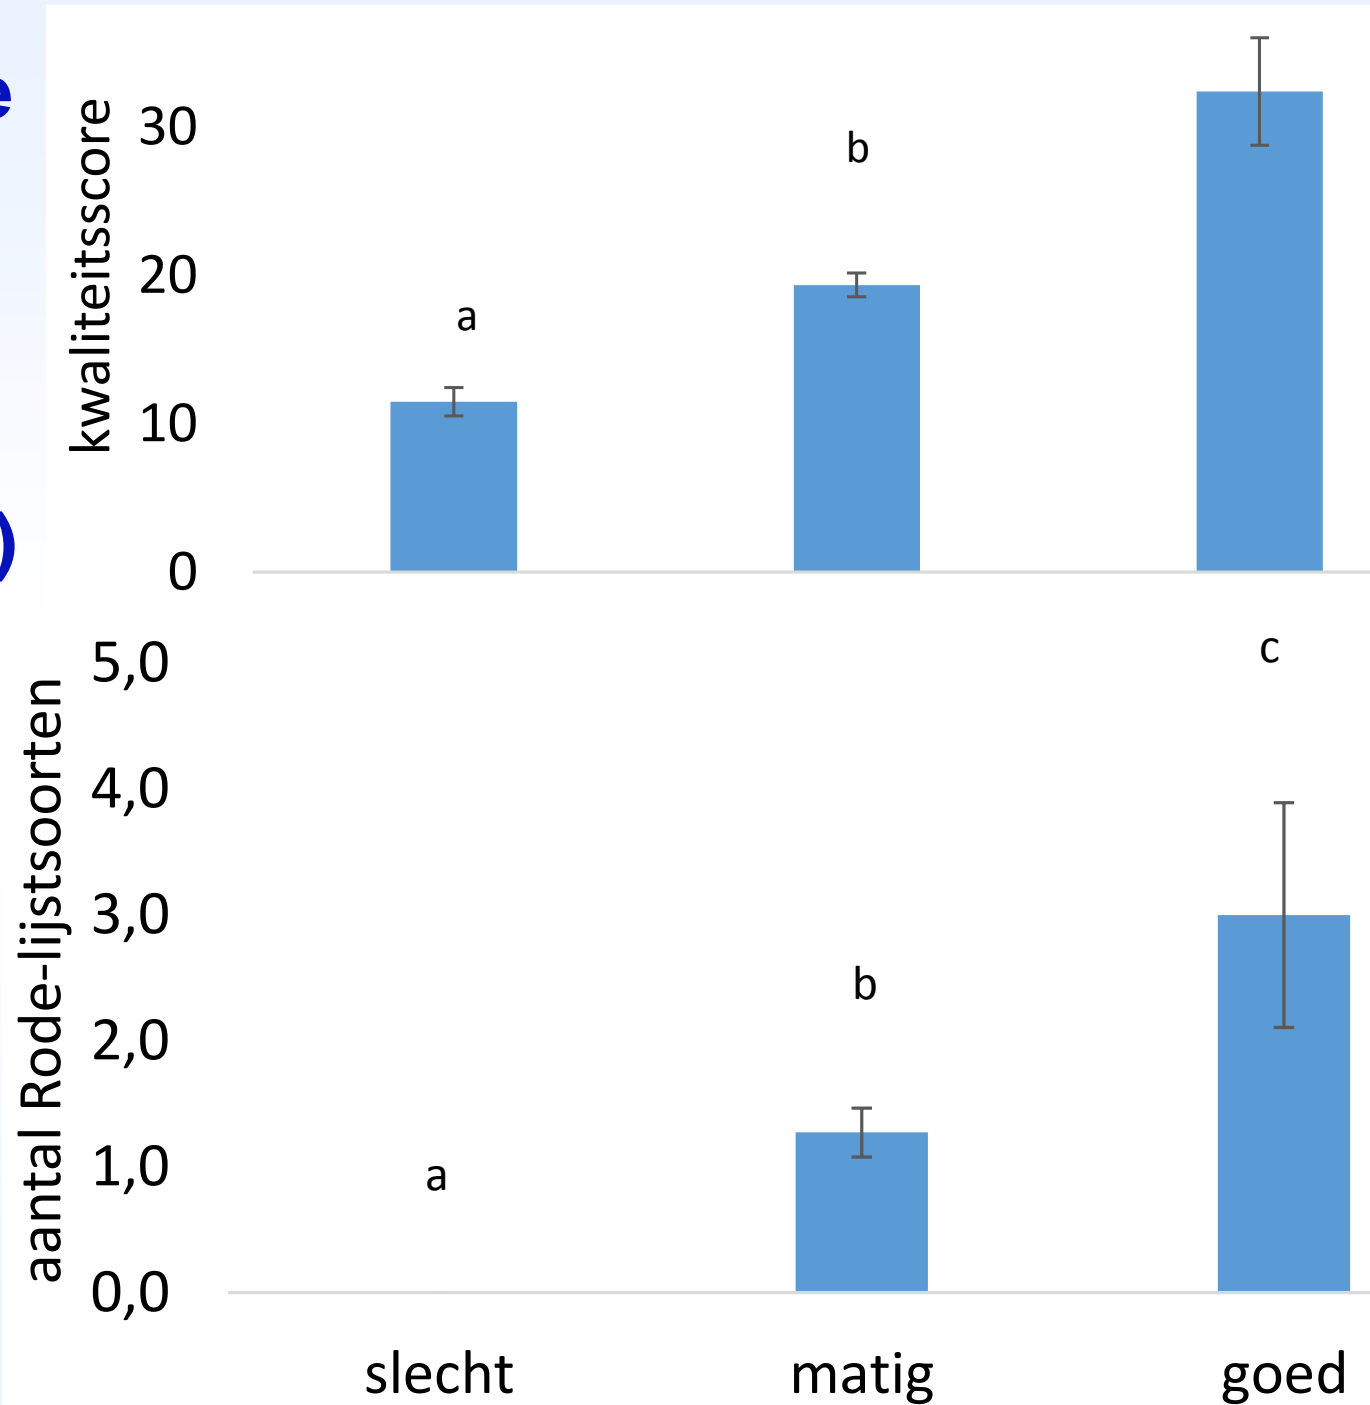 e
)
kwaliteitsscore
30
20
10
0
a
b
aantal Rode-lijstsoorten
5,0
4,0
3,0
2,0
1,0
0,0
a
b
c
slecht
matig
goed